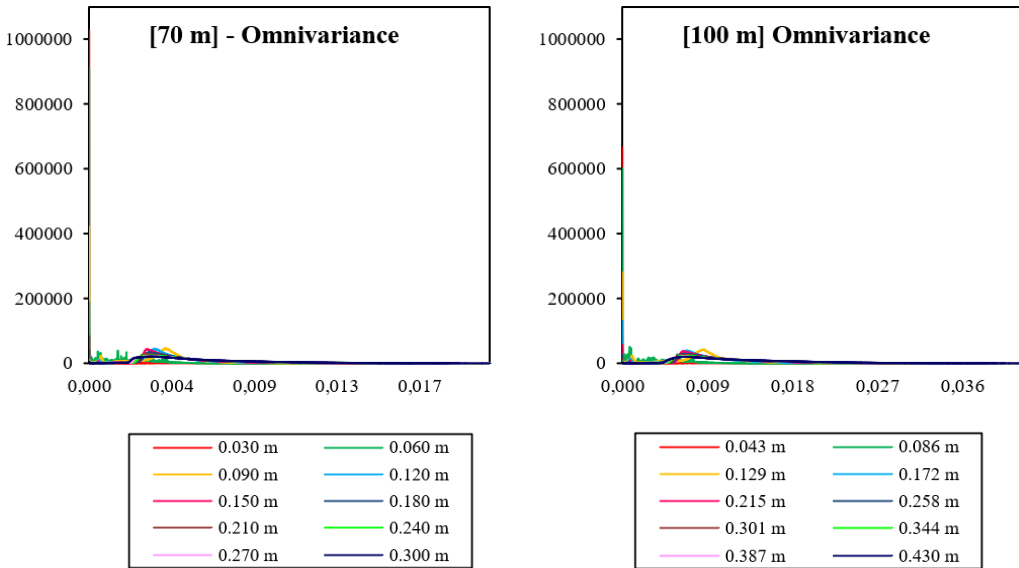 [70 m] - Omnivariance
1000000
800000
600000
400000
200000
0
0,000 0,004 0,009 0,013 0,017
0.030 m 0.060 m
0.090 m 0.120 m
0.150 m 0.180 m
0.210 m 0.240 m
0.270 m 0.300 m
[100 m] Omnivariance
1000000
800000
600000
400000
200000
0
0,000 0,009 0,018 0,027 0,036
0.043 m 0.086 m
0.129 m 0.172 m
0.215 m 0.258 m
0.301 m 0.344 m
0.387 m 0.430 m